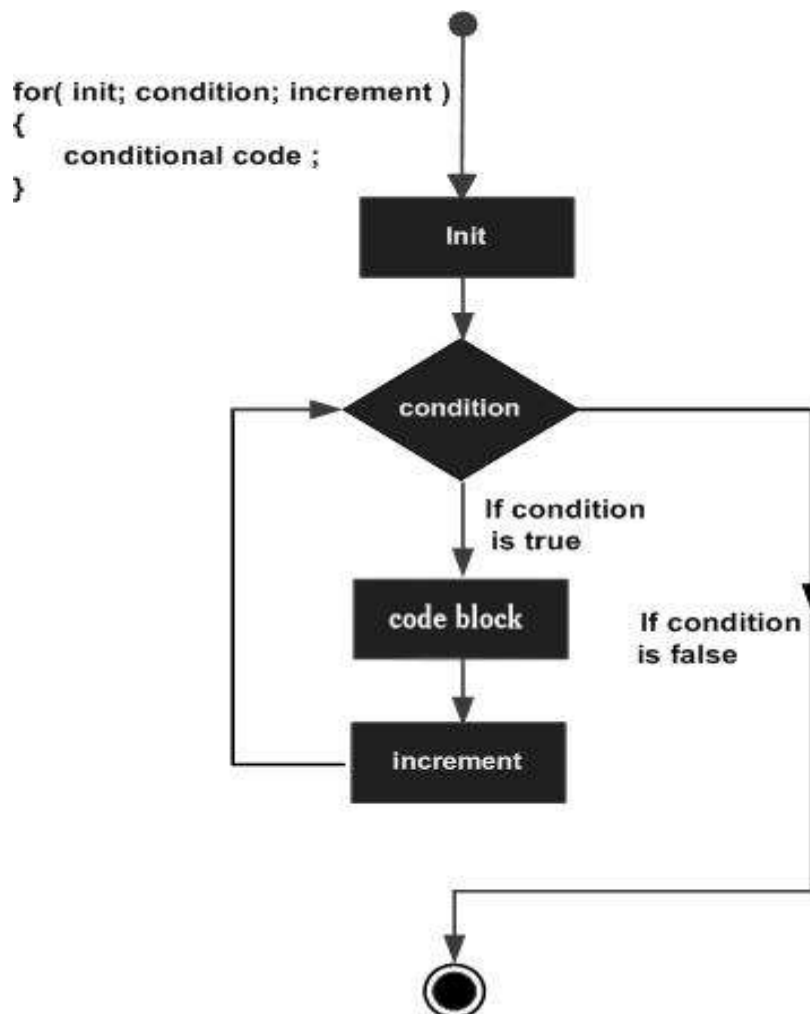 for( init; condition; increment )
{
conditional code ;
}
Init
condition
If condition
is true
code block
If condition
is false
increment